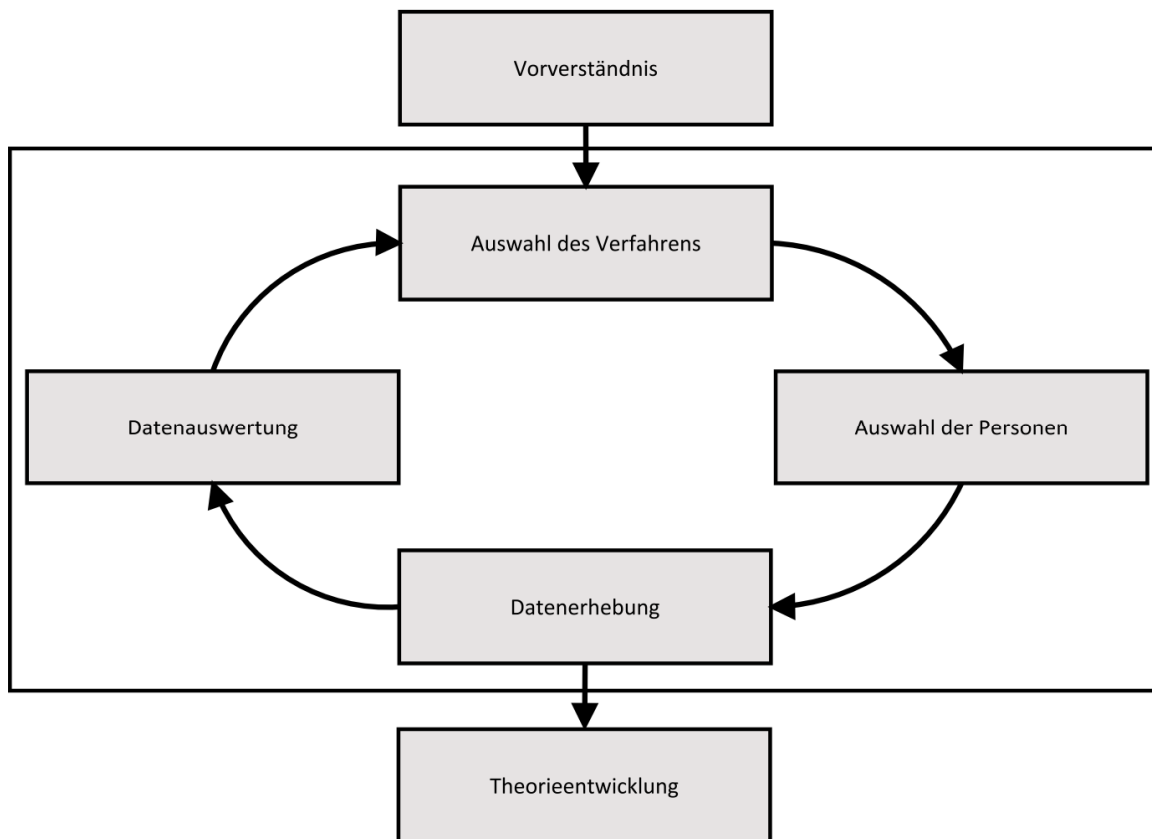 Vorverständnis
Auswahl des Verfahrens
Datenauswertung
Auswahl der Personen
Datenerhebung
Theorieentwicklung